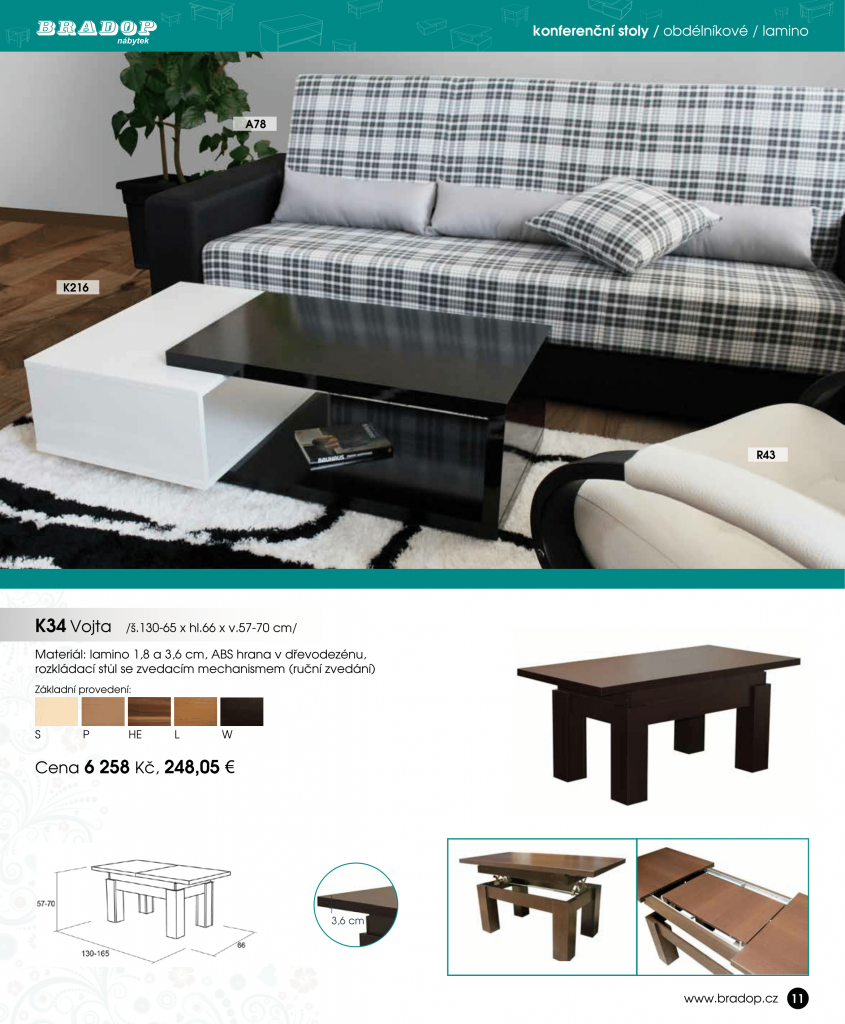 BRADOP
nábytek
konferenční stoly / obdélníkové / lamino
A78
K216
R43
BAUHAUS
K34 Vojta /š.130-65 x hl.66 x v.57-70 cm/
Materiál: lamino 1,8 a 3,6 cm, ABS hrana v dřevodezénu,
rozkládací stůl se zvedacím mechanismem (ruční zvedání)
Základní provedení:
S P HE L W
Cena 6 258 Kč, 248,05 €
57-70
130-165
66
3,6 cm
www.bradop.cz 11